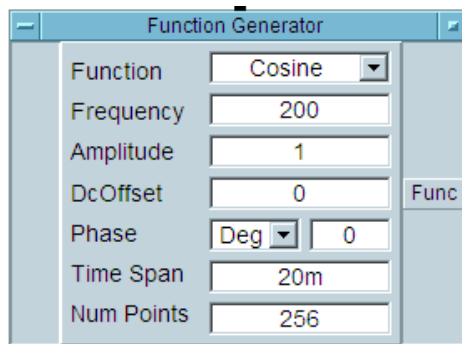 Function Generator
Function Cosine
Frequency 200
Amplitude 1
DcOffset 0
Func
Phase Deg 0
Time Span 20m
Num Points 256